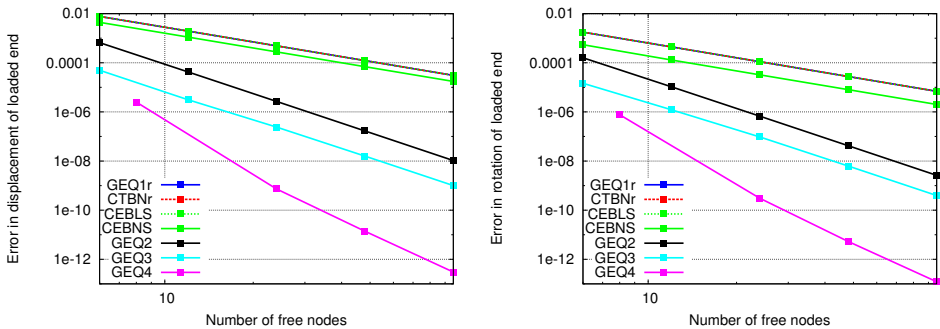 Error in displacement of loaded end
0.01
0.0001
1e-06
1e-08
1e-10
1e-12
GEQ1r
CTBNr
CEBLS
CEBNS
GEQ2
GEQ3
GEQ4
10
Number of free nodes
Error in rotation of loaded end
0.01
0.0001
1e-06
1e-08
1e-10
1e-12
GEQ1r
CTBNr
CEBLS
CEBNS
GEQ2
GEQ3
GEQ4
10
Number of free nodes